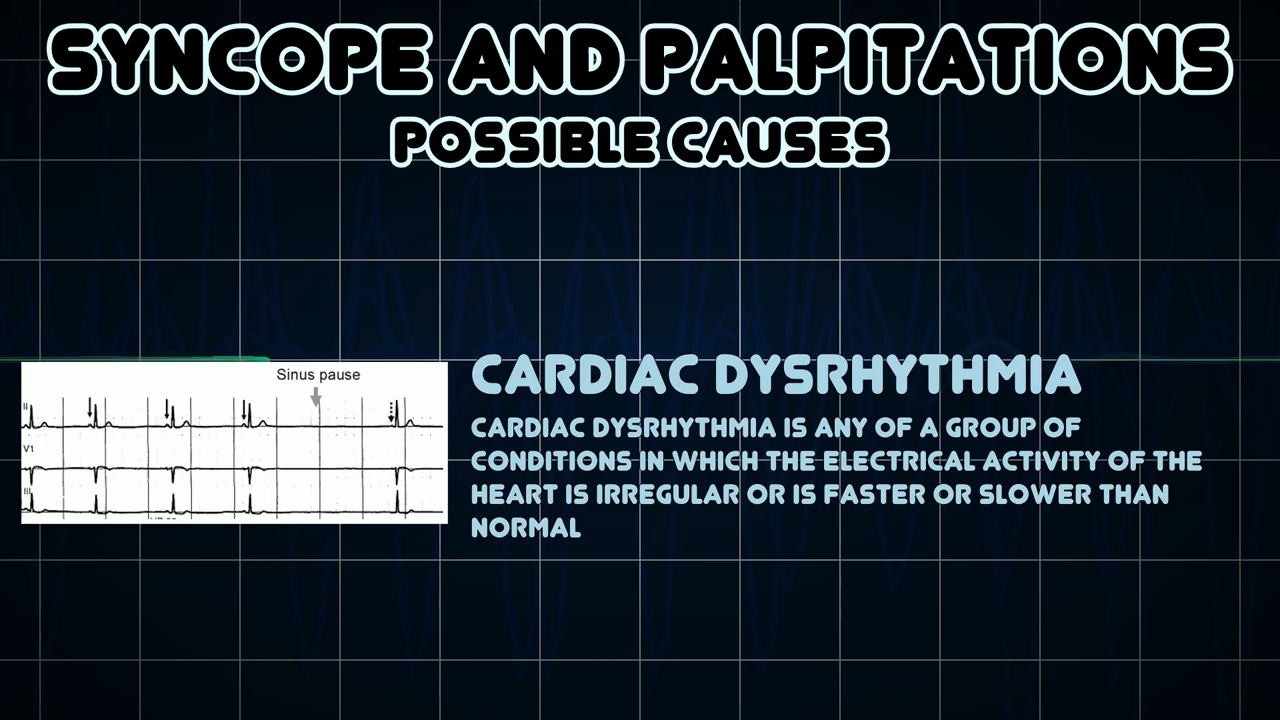 SYNCOPE AND PALPITATIONS
POSSIBLE CAUSES
Sinus pause
II
V1
III
CARDIAC DYSRHYTHMIA
CARDIAC DYSRHYTHMIA IS ANY OF A GROUP OF
CONDITIONS IN WHICH THE ELECTRICAL ACTIVITY OF THE
HEART IS IRREGULAR OR IS FASTER OR SLOWER THAN
NORMAL